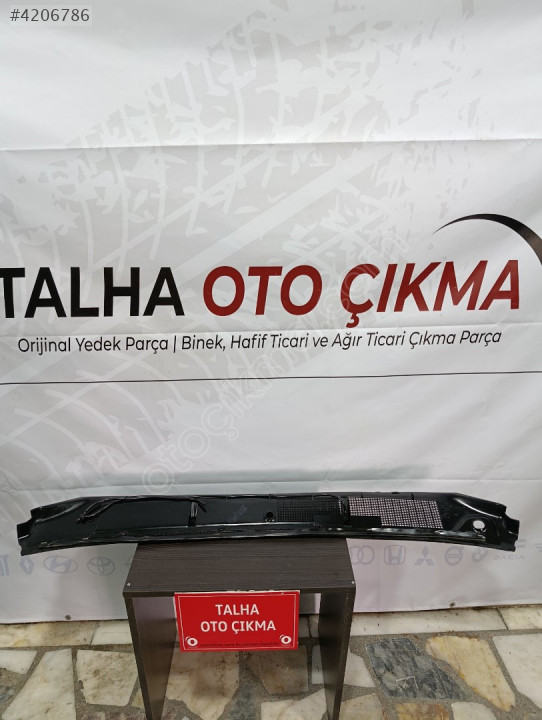 #4206786
TALHA OTO ÇIKMA
Orijinal Yedek Parça | Binek, Hafif Ticari ve Ağır Ticari Çıkma Parça
TALHA
OTO ÇIKMA